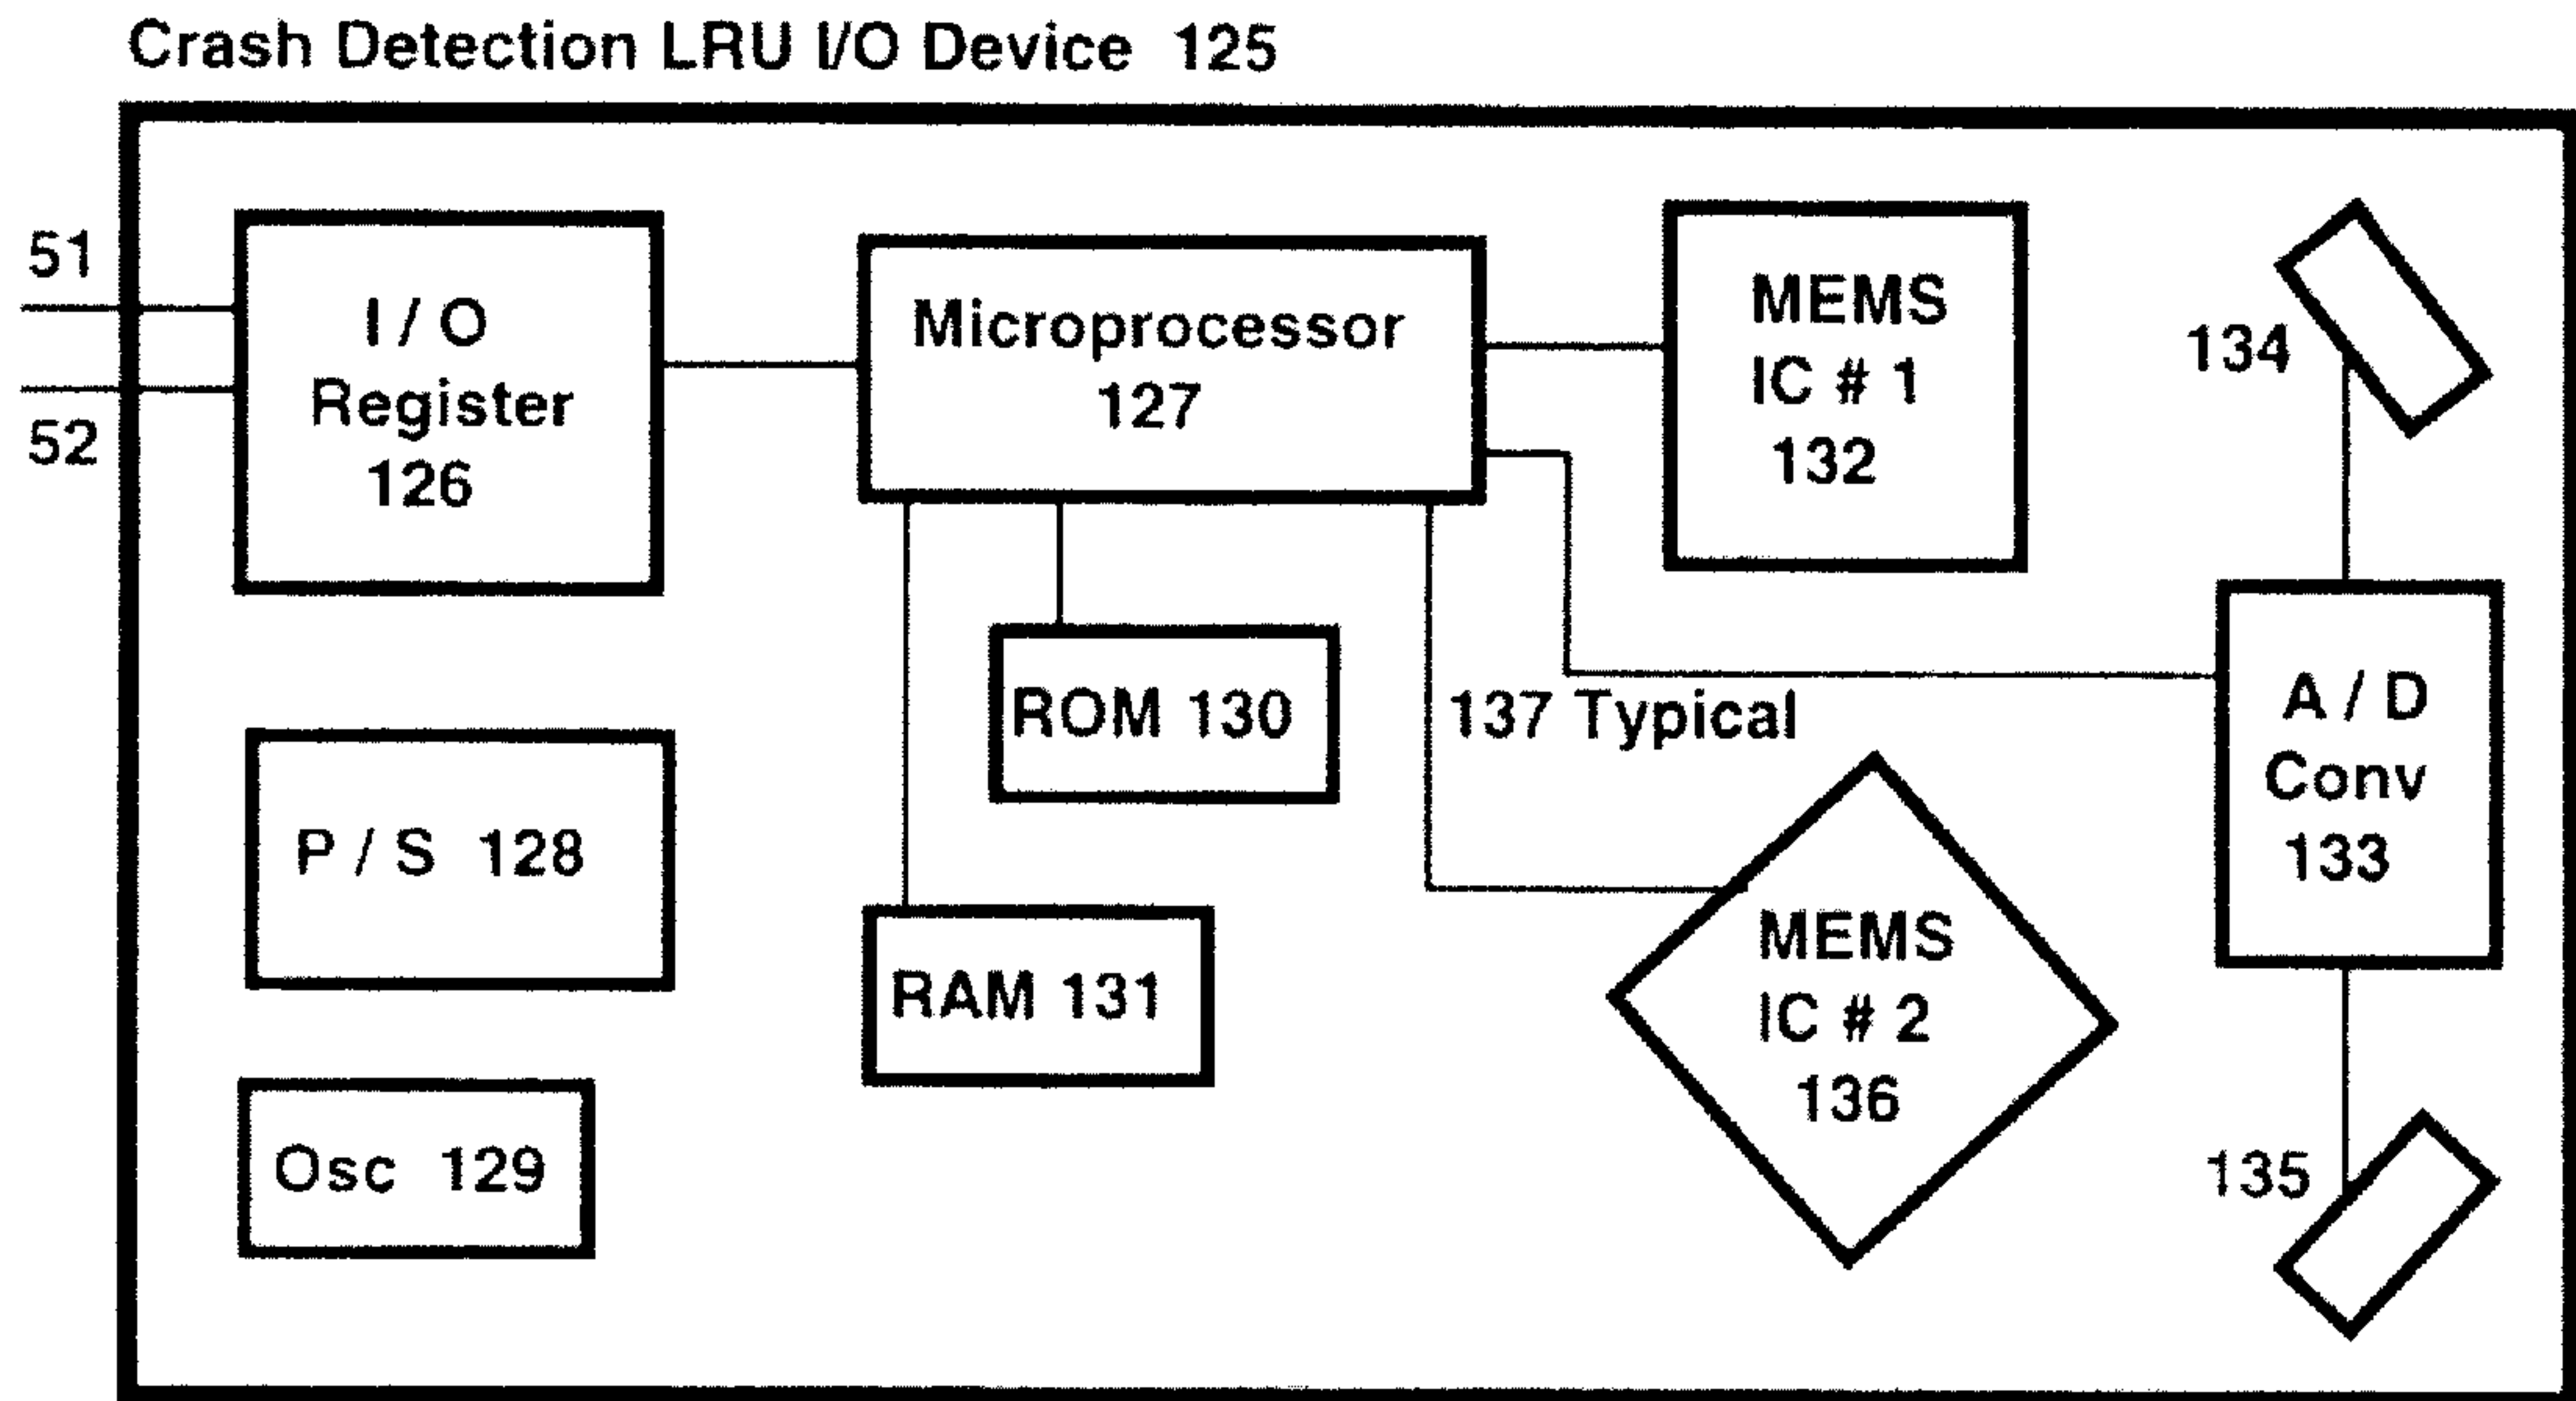 Crash Detection LRU I/O Device 125
51
52
I / O
Register
126
Microprocessor
127
MEMS
IC # 1
132
134
ROM 130
137 Typical
A / D
Conv
133
P / S 128
RAM 131
MEMS
IC # 2
136
Osc 129
135